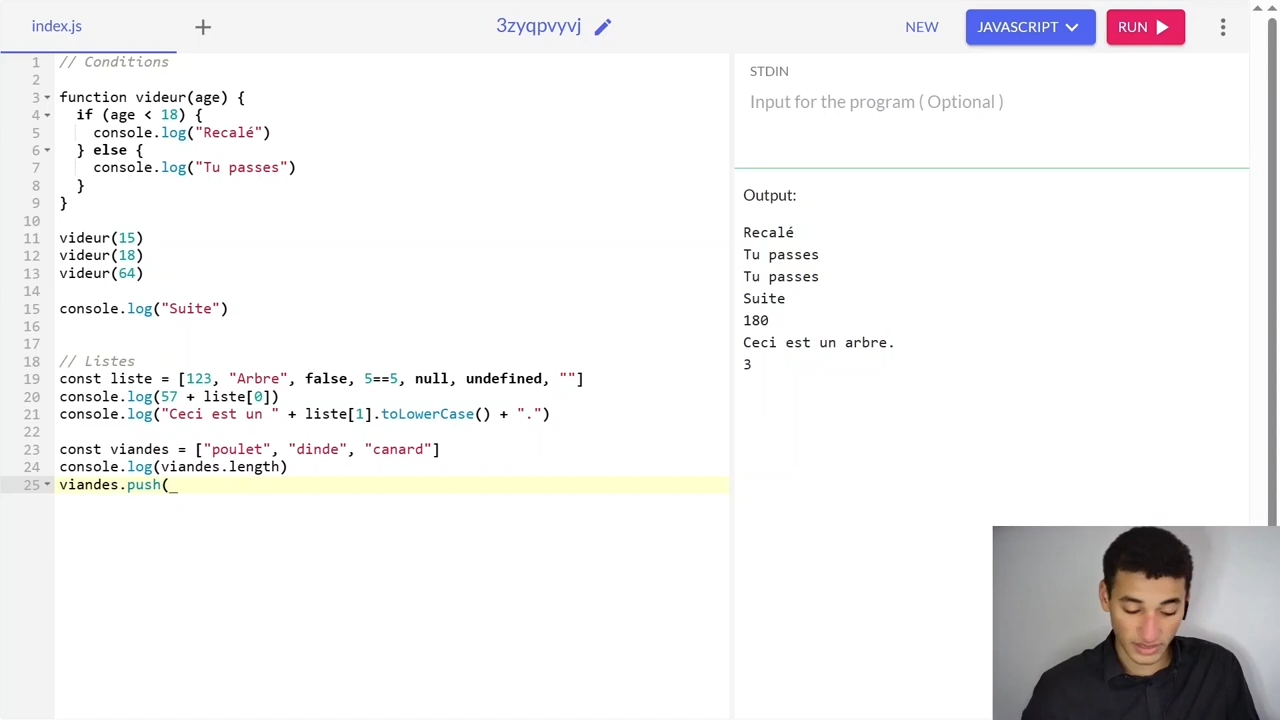 index.js
3zyqpvyvj
NEW
JAVASCRIPT
RUN
1 // Conditions
2
3 function videur(age) {
4 if (age < 18) {
5 console.log("Recalé")
6 } else {
7 console.log("Tu passes")
8 }
9 }
10
11 videur(15)
12 videur(18)
13 videur(64)
14
15 console.log("Suite")
16
17
18 // Listes
19 const liste = [123, "Arbre", false, 5==5, null, undefined, ""]
20 console.log(57 + liste[0])
21 console.log("Ceci est un " + liste[1].toLowerCase() + ".")
22
23 const viandes = ["poulet", "dinde", "canard"]
24 console.log(viandes.length)
25 viandes.push(_
STDIN
Input for the program ( Optional )
Output:
Recalé
Tu passes
Tu passes
Suite
180
Ceci est un arbre.
3